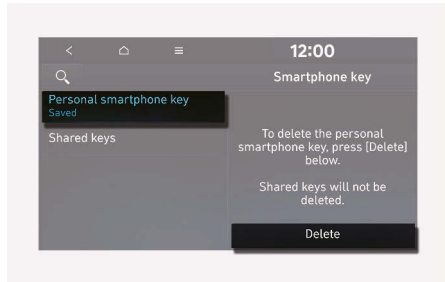 12:00
Smartphone key
Personal smartphone key
Saved
Shared keys
To delete the personal
smartphone key, press [Delete]
below.
Shared keys will not be
deleted.
Delete